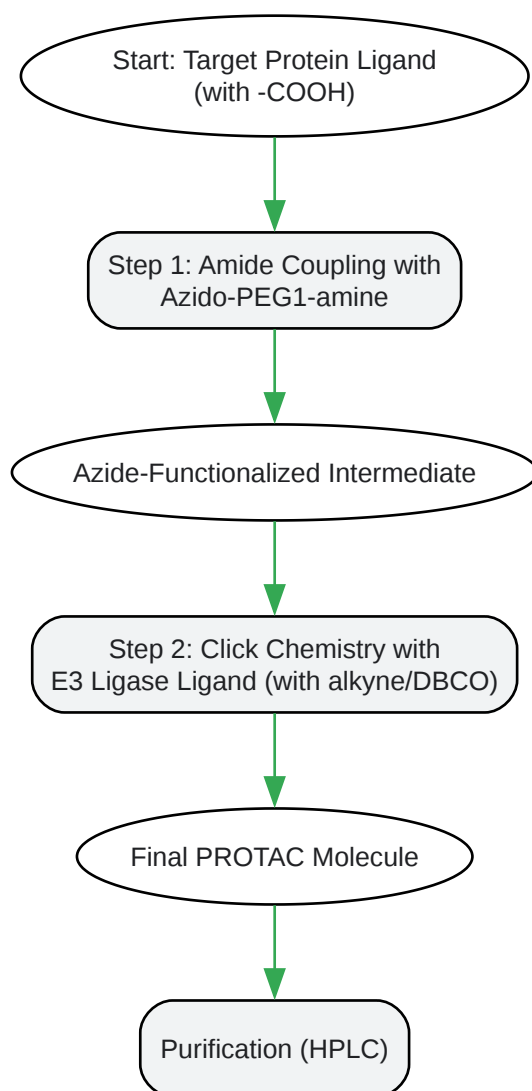 Start: Target Protein Ligand
(with -COOH)
Step 1: Amide Coupling with
Azido-PEG1-amine
Azide-Functionalized Intermediate
Step 2: Click Chemistry with
E3 Ligase Ligand (with alkyne/DBCO)
Final PROTAC Molecule
Purification (HPLC)